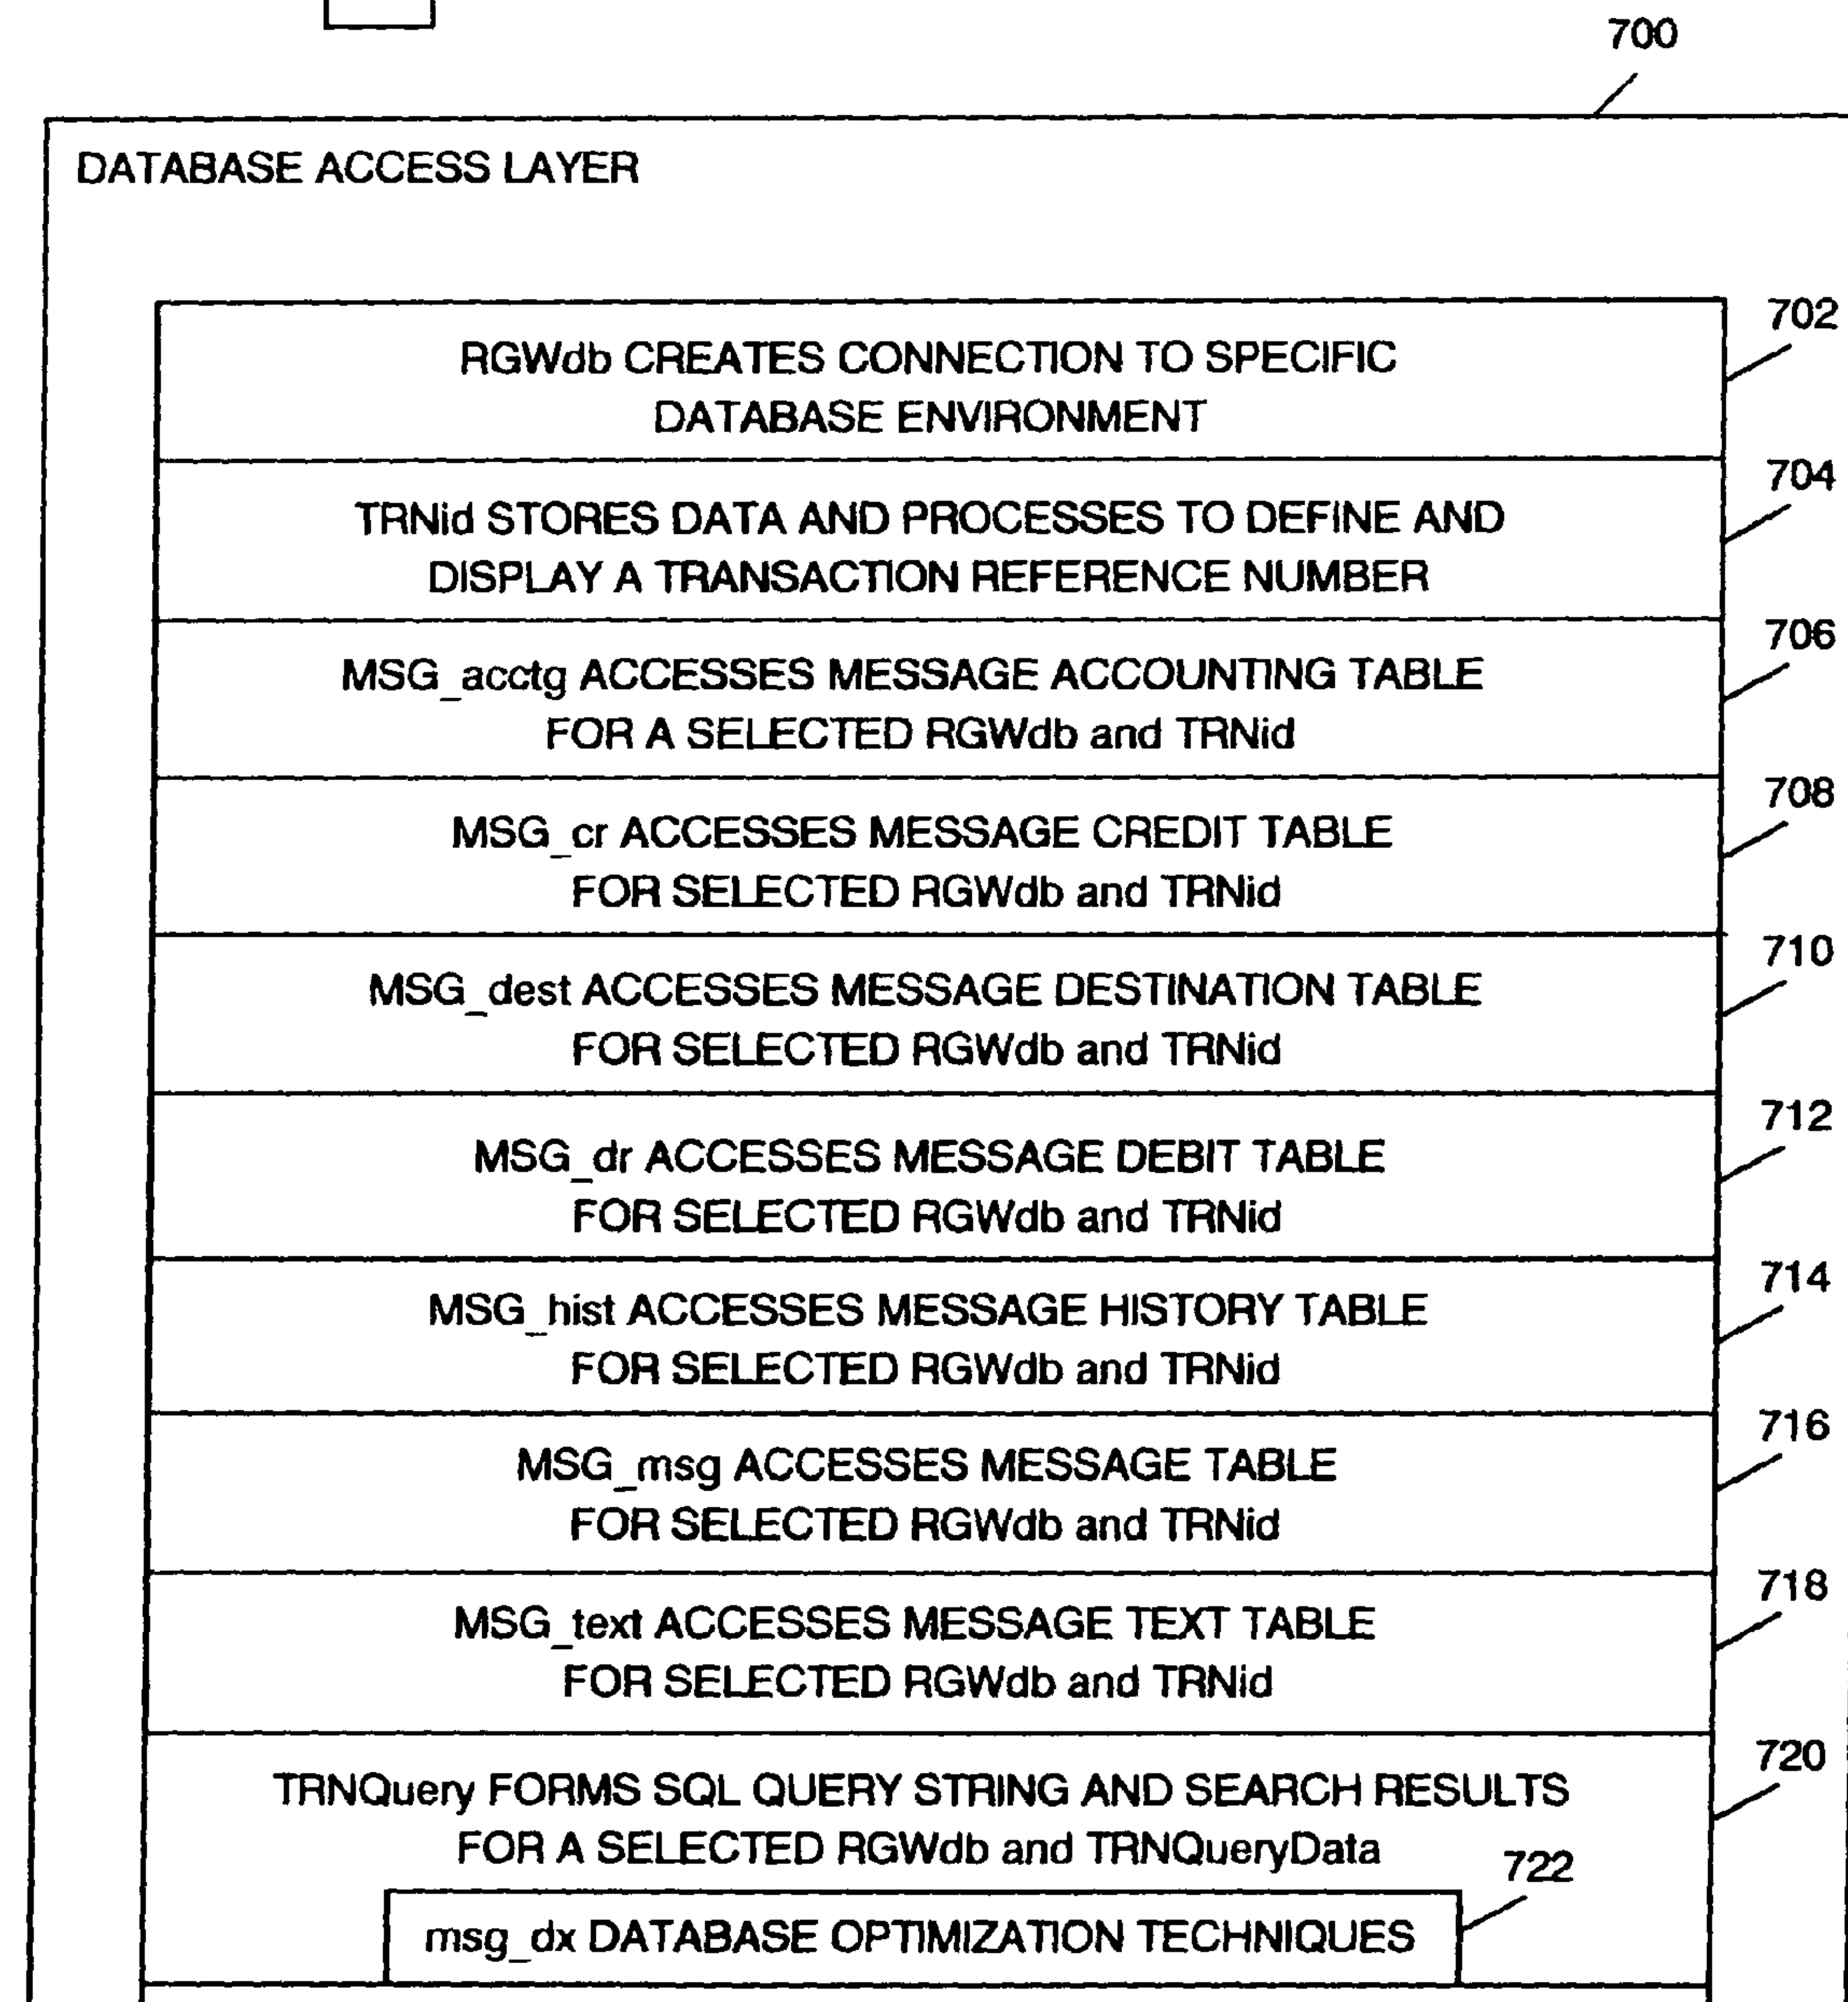 700
DATABASE ACCESS LAYER
702
RGWdb CREATES CONNECTION TO SPECIFIC
DATABASE ENVIRONMENT
704
TRNid STORES DATA AND PROCESSES TO DEFINE AND
DISPLAY A TRANSACTION REFERENCE NUMBER
706
MSG_acctg ACCESSES MESSAGE ACCOUNTING TABLE
FOR A SELECTED RGWdb and TRNid
708
MSG_cr ACCESSES MESSAGE CREDIT TABLE
FOR SELECTED RGWdb and TRNid
710
MSG_dest ACCESSES MESSAGE DESTINATION TABLE
FOR SELECTED RGWdb and TRNid
712
MSG_dr ACCESSES MESSAGE DEBIT TABLE
FOR SELECTED RGWdb and TRNid
714
MSG_hist ACCESSES MESSAGE HISTORY TABLE
FOR SELECTED RGWdb and TRNid
716
MSG_msg ACCESSES MESSAGE TABLE
FOR SELECTED RGWdb and TRNid
718
MSG_text ACCESSES MESSAGE TEXT TABLE
FOR SELECTED RGWdb and TRNid
720
TRNQuery FORMS SQL QUERY STRING AND SEARCH RESULTS
FOR A SELECTED RGWdb and TRNQueryData
722
msg_dx DATABASE OPTIMIZATION TECHNIQUES